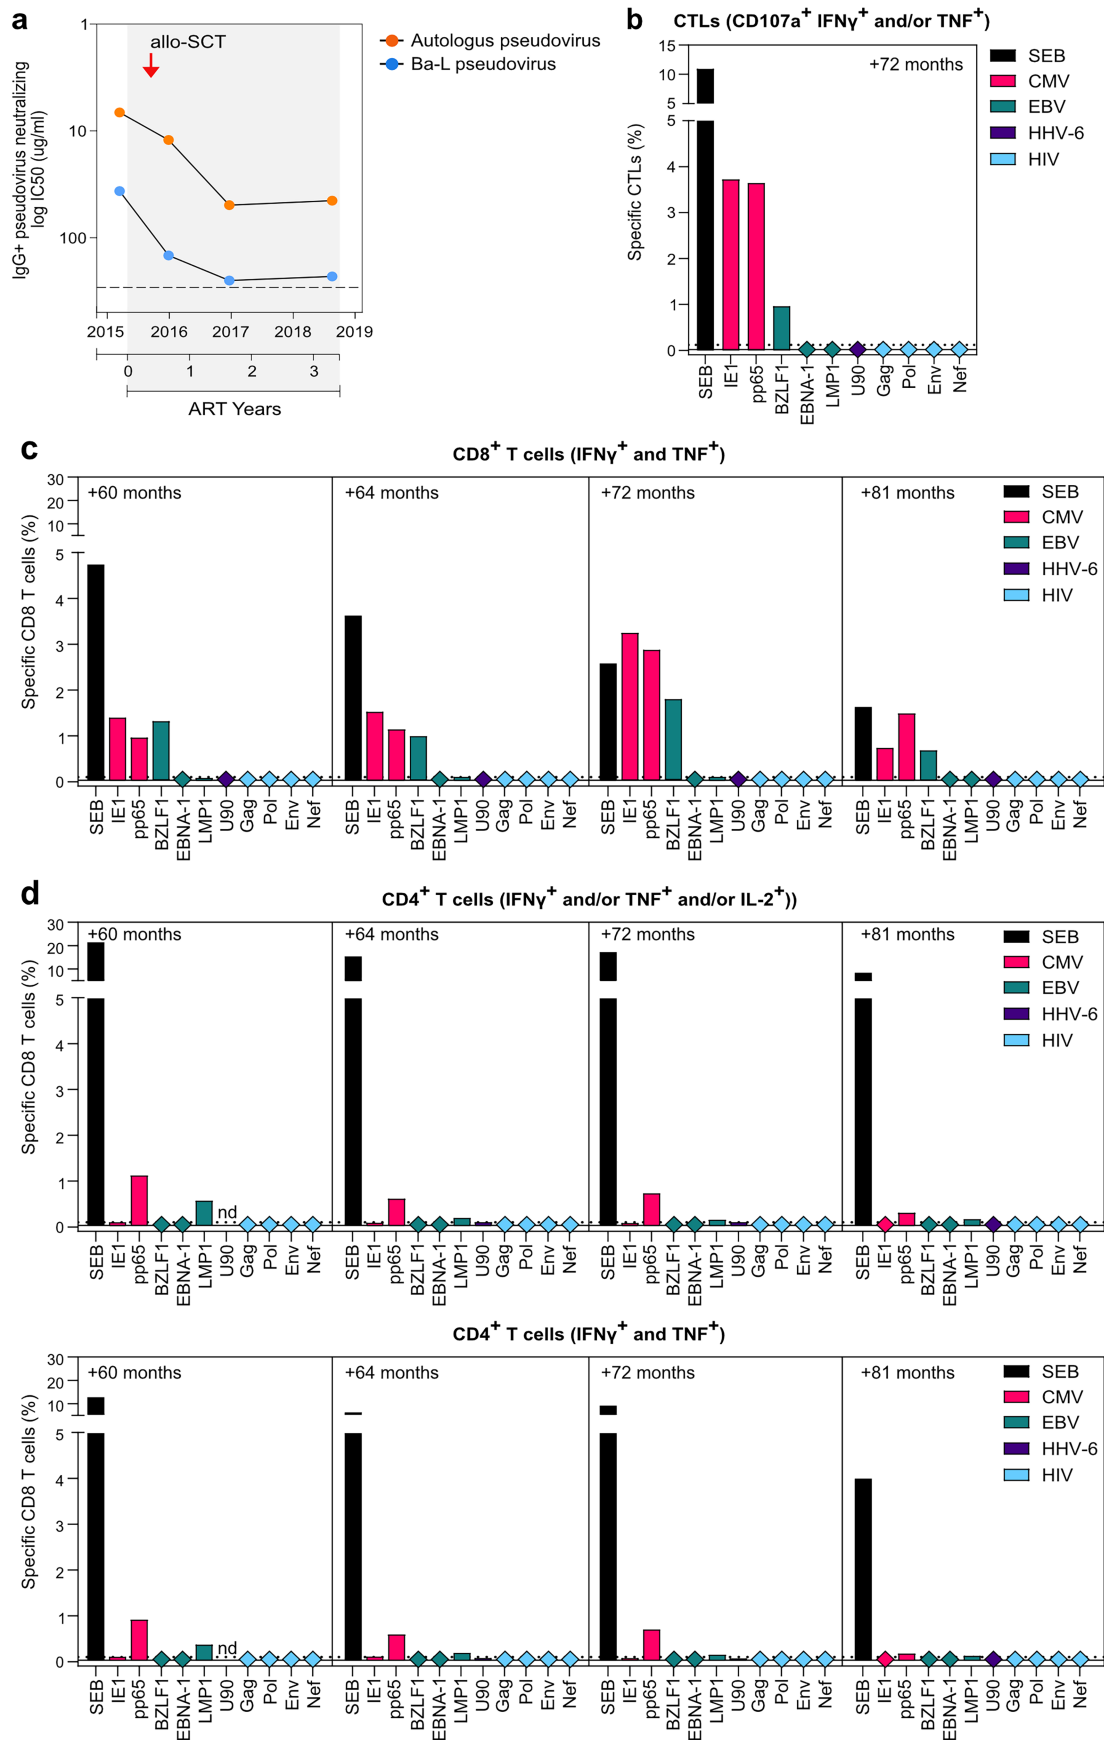 a
1
10
100
IgG+ pseudovirus neutralizing
log IC50 (ug/ml)
allo-SCT
Autologus pseudovirus
Ba-L pseudovirus
2015 2016 2017 2018 2019
0 1 2 3
ART Years
b
CTLs (CD107a+ IFNγ+ and/or TNF+)
+72 months
Specific CTLs (%)
15
10
5
5
4
3
2
1
0
SEB IE1 pp65 BZLF1 EBNA-1 LMP1 U90 Gag Pol Env Nef
SEB
CMV
EBV
HHV-6
HIV
c
CD8+ T cells (IFNγ+ and TNF+)
Specific CD8 T cells (%)
30
20
10
5
4
3
2
1
0
+60 months
+64 months
+72 months
+81 months
SEB
CMV
EBV
HHV-6
HIV
SEB IE1 pp65 BZLF1 EBNA-1 LMP1 U90 Gag Pol Env Nef
SEB IE1 pp65 BZLF1 EBNA-1 LMP1 U90 Gag Pol Env Nef
SEB IE1 pp65 BZLF1 EBNA-1 LMP1 U90 Gag Pol Env Nef
SEB IE1 pp65 BZLF1 EBNA-1 LMP1 U90 Gag Pol Env Nef
d
CD4+ T cells (IFNγ+ and/or TNF+ and/or IL-2+))
Specific CD8 T cells (%)
30
20
10
5
4
3
2
1
0
+60 months
+64 months
+72 months
+81 months
nd
SEB
CMV
EBV
HHV-6
HIV
SEB IE1 pp65 BZLF1 EBNA-1 LMP1 U90 Gag Pol Env Nef
SEB IE1 pp65 BZLF1 EBNA-1 LMP1 U90 Gag Pol Env Nef
SEB IE1 pp65 BZLF1 EBNA-1 LMP1 U90 Gag Pol Env Nef
SEB IE1 pp65 BZLF1 EBNA-1 LMP1 U90 Gag Pol Env Nef
CD4+ T cells (IFNγ+ and TNF+)
Specific CD8 T cells (%)
30
20
10
5
4
3
2
1
0
+60 months
+64 months
+72 months
+81 months
nd
SEB
CMV
EBV
HHV-6
HIV
SEB IE1 pp65 BZLF1 EBNA-1 LMP1 U90 Gag Pol Env Nef
SEB IE1 pp65 BZLF1 EBNA-1 LMP1 U90 Gag Pol Env Nef
SEB IE1 pp65 BZLF1 EBNA-1 LMP1 U90 Gag Pol Env Nef
SEB IE1 pp65 BZLF1 EBNA-1 LMP1 U90 Gag Pol Env Nef